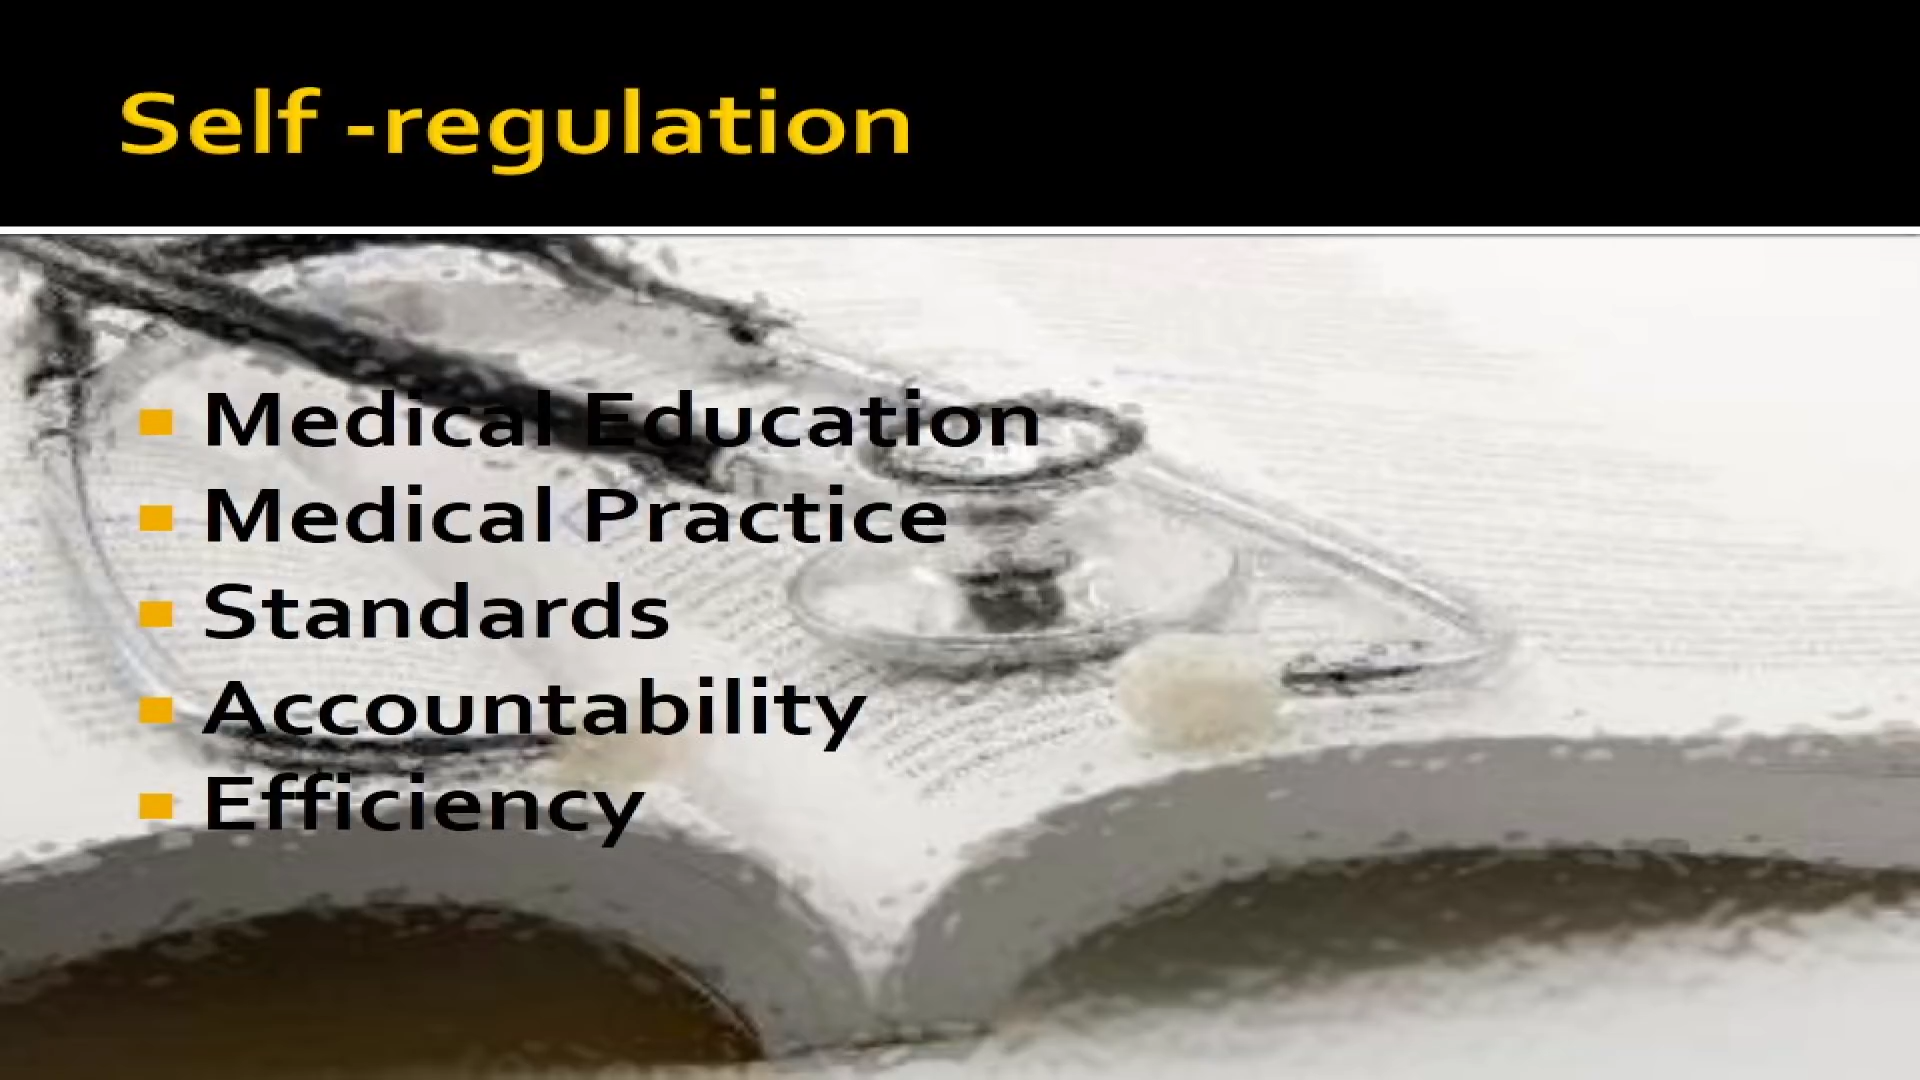 Self -regulation
Medical Education
Medical Practice
Standards
Accountability
Efficiency